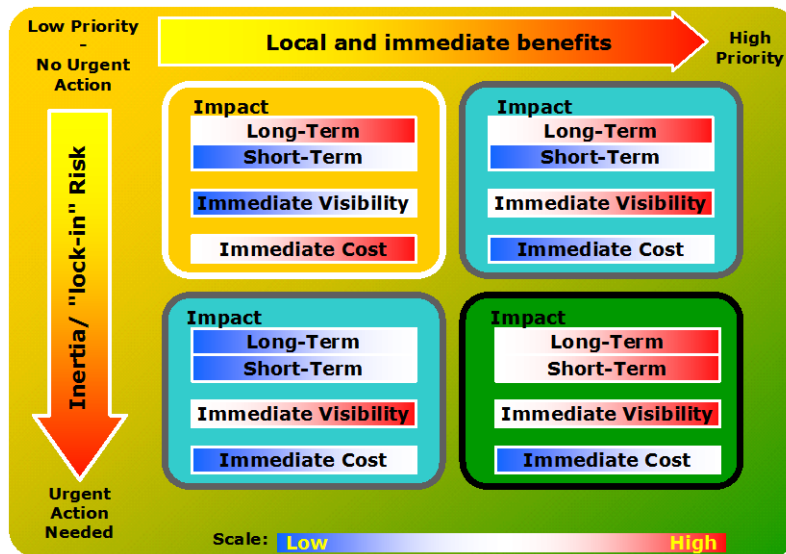 Low Priority
–
No Urgent
Action
Local and immediate benefits
High
Priority
Inertia/ "lock-in" Risk
Urgent
Action
Needed
Impact
Long-Term
Short-Term
Immediate Visibility
Immediate Cost
Impact
Long-Term
Short-Term
Immediate Visibility
Immediate Cost
Impact
Long-Term
Short-Term
Immediate Visibility
Immediate Cost
Impact
Long-Term
Short-Term
Immediate Visibility
Immediate Cost
Scale: Low High